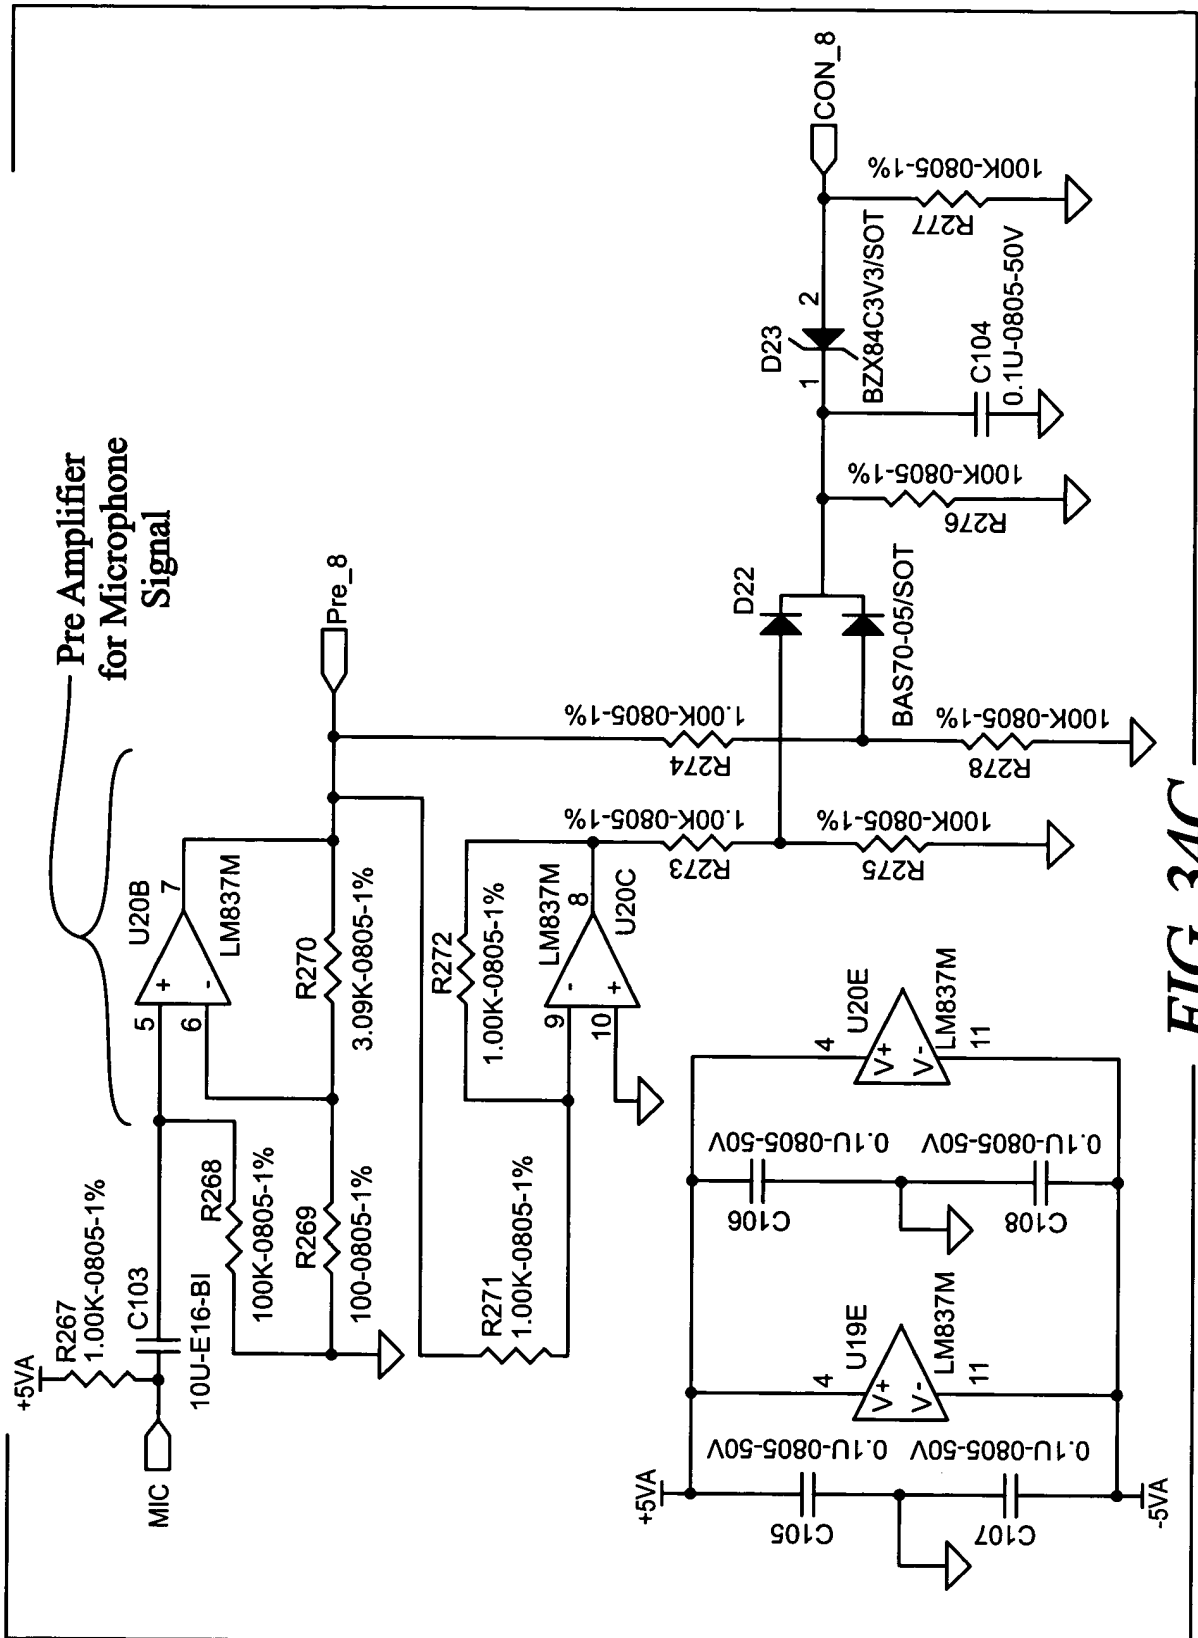 Pre Amplifier
for Microphone
Signal
+5VA
R267
1.00K-0805-1%
MIC
C103
10U-E16-BI
R268
100K-0805-1%
R269
100-0805-1%
5
6
+
-
7
U20B
LM837M
R270
3.09K-0805-1%
Pre_8
R271
1.00K-0805-1%
R272
1.00K-0805-1%
9
10
-
+
8
LM837M
U20C
R273
1.00K-0805-1%
R274
1.00K-0805-1%
R275
100K-0805-1%
R278
100K-0805-1%
D22
BAS70-05/SOT
R276
100K-0805-1%
C104
0.1U-0805-50V
D23
1
2
BZX84C3V3/SOT
R277
100K-0805-1%
CON_8
+5VA
-5VA
C105
0.1U-0805-50V
C107
0.1U-0805-50V
4
V+
V-
11
U19E
LM837M
C106
0.1U-0805-50V
C108
0.1U-0805-50V
4
V+
V-
11
U20E
LM837M
FIG. 34C